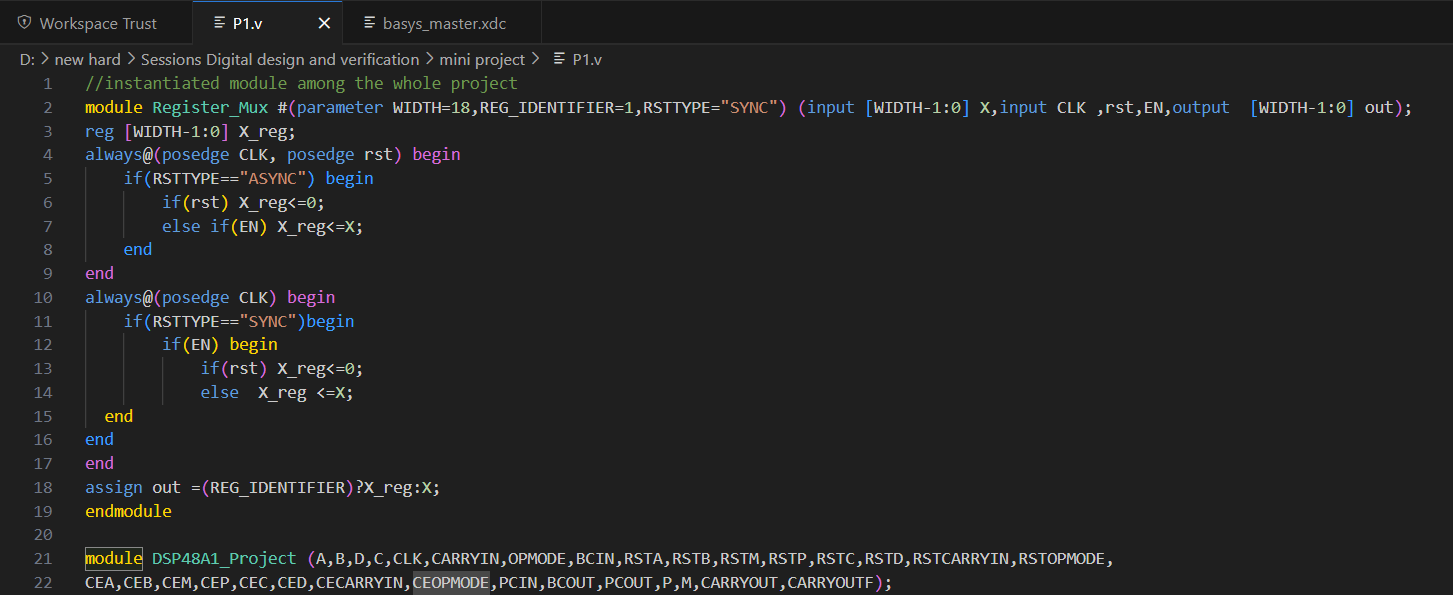 Workspace Trust P1.v basys_master.xdc
D: > new hard > Sessions Digital design and verification > mini project > P1.v
1 //instantiated module among the whole project
2 module Register_Mux #(parameter WIDTH=18,REG_IDENTIFIER=1,RSTTYPE="SYNC") (input [WIDTH-1:0] X,input CLK ,rst,EN,output  [WIDTH-1:0] out);
3 reg [WIDTH-1:0] X_reg;
4 always@(posedge CLK, posedge rst) begin
5     if(RSTTYPE=="ASYNC") begin
6         if(rst) X_reg<=0;
7         else if(EN) X_reg<=X;
8     end
9 end
10 always@(posedge CLK) begin
11     if(RSTTYPE=="SYNC")begin
12         if(EN) begin
13             if(rst) X_reg<=0;
14             else  X_reg <=X;
15   end
16 end
17 end
18 assign out =(REG_IDENTIFIER)?X_reg:X;
19 endmodule
20
21 module DSP48A1_Project (A,B,D,C,CLK,CARRYIN,OPMODE,BCIN,RSTA,RSTB,RSTM,RSTP,RSTC,RSTD,RSTCARRYIN,RSTOPMODE,
22 CEA,CEB,CEM,CEP,CEC,CED,CECARRYIN,CEOPMODE,PCIN,BCOUT,PCOUT,P,M,CARRYOUT,CARRYOUTF);